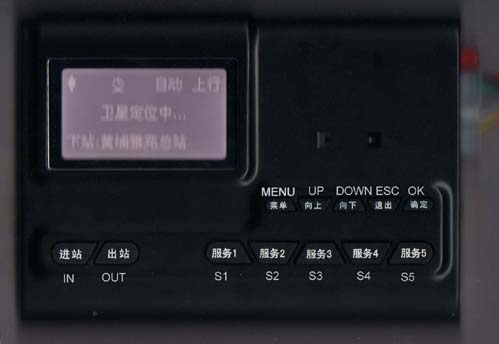 自动 上行
卫星定位中...
下站:黄埔雅路总站
MENU UP DOWN ESC OK
菜单 向上 向下 退出 确定
进站 出站 服务1 服务2 服务3 服务4 服务5
IN OUT S1 S2 S3 S4 S5